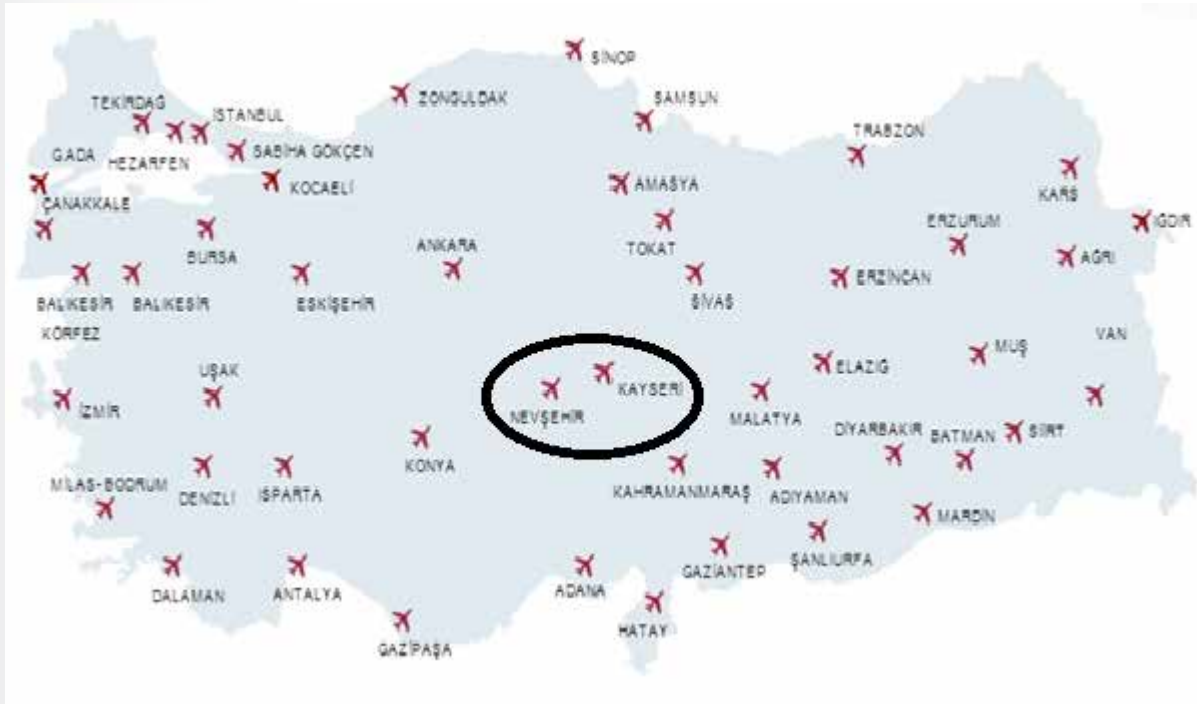 SİNOP
ZONGULDAK
SAMSUN
TEKİRDAĞ
İSTANBUL
TRABZON
GADA
HEZARFEN
SABİHA GÖKÇEN
KOCAELİ
AMASYA
KARS
ÇANAKKALE
IĞDIR
ERZURUM
BURSA
ANKARA
TOKAT
AĞRI
BALIKESİR
KÖRFEZ
BALIKESİR
ESKİŞEHİR
SİVAS
ERZİNCAN
VAN
MUŞ
UŞAK
ELAZIĞ
KAYSERİ
İZMİR
NEVŞEHİR
MALATYA
DİYARBAKIR
BATMAN
SİİRT
KONYA
MİLAS-BODRUM
DENİZLİ
ISPARTA
KAHRAMANMARAŞ
ADIYAMAN
MARDİN
DALAMAN
ANTALYA
ADANA
GAZİANTEP
ŞANLIURFA
HATAY
GAZİPAŞA